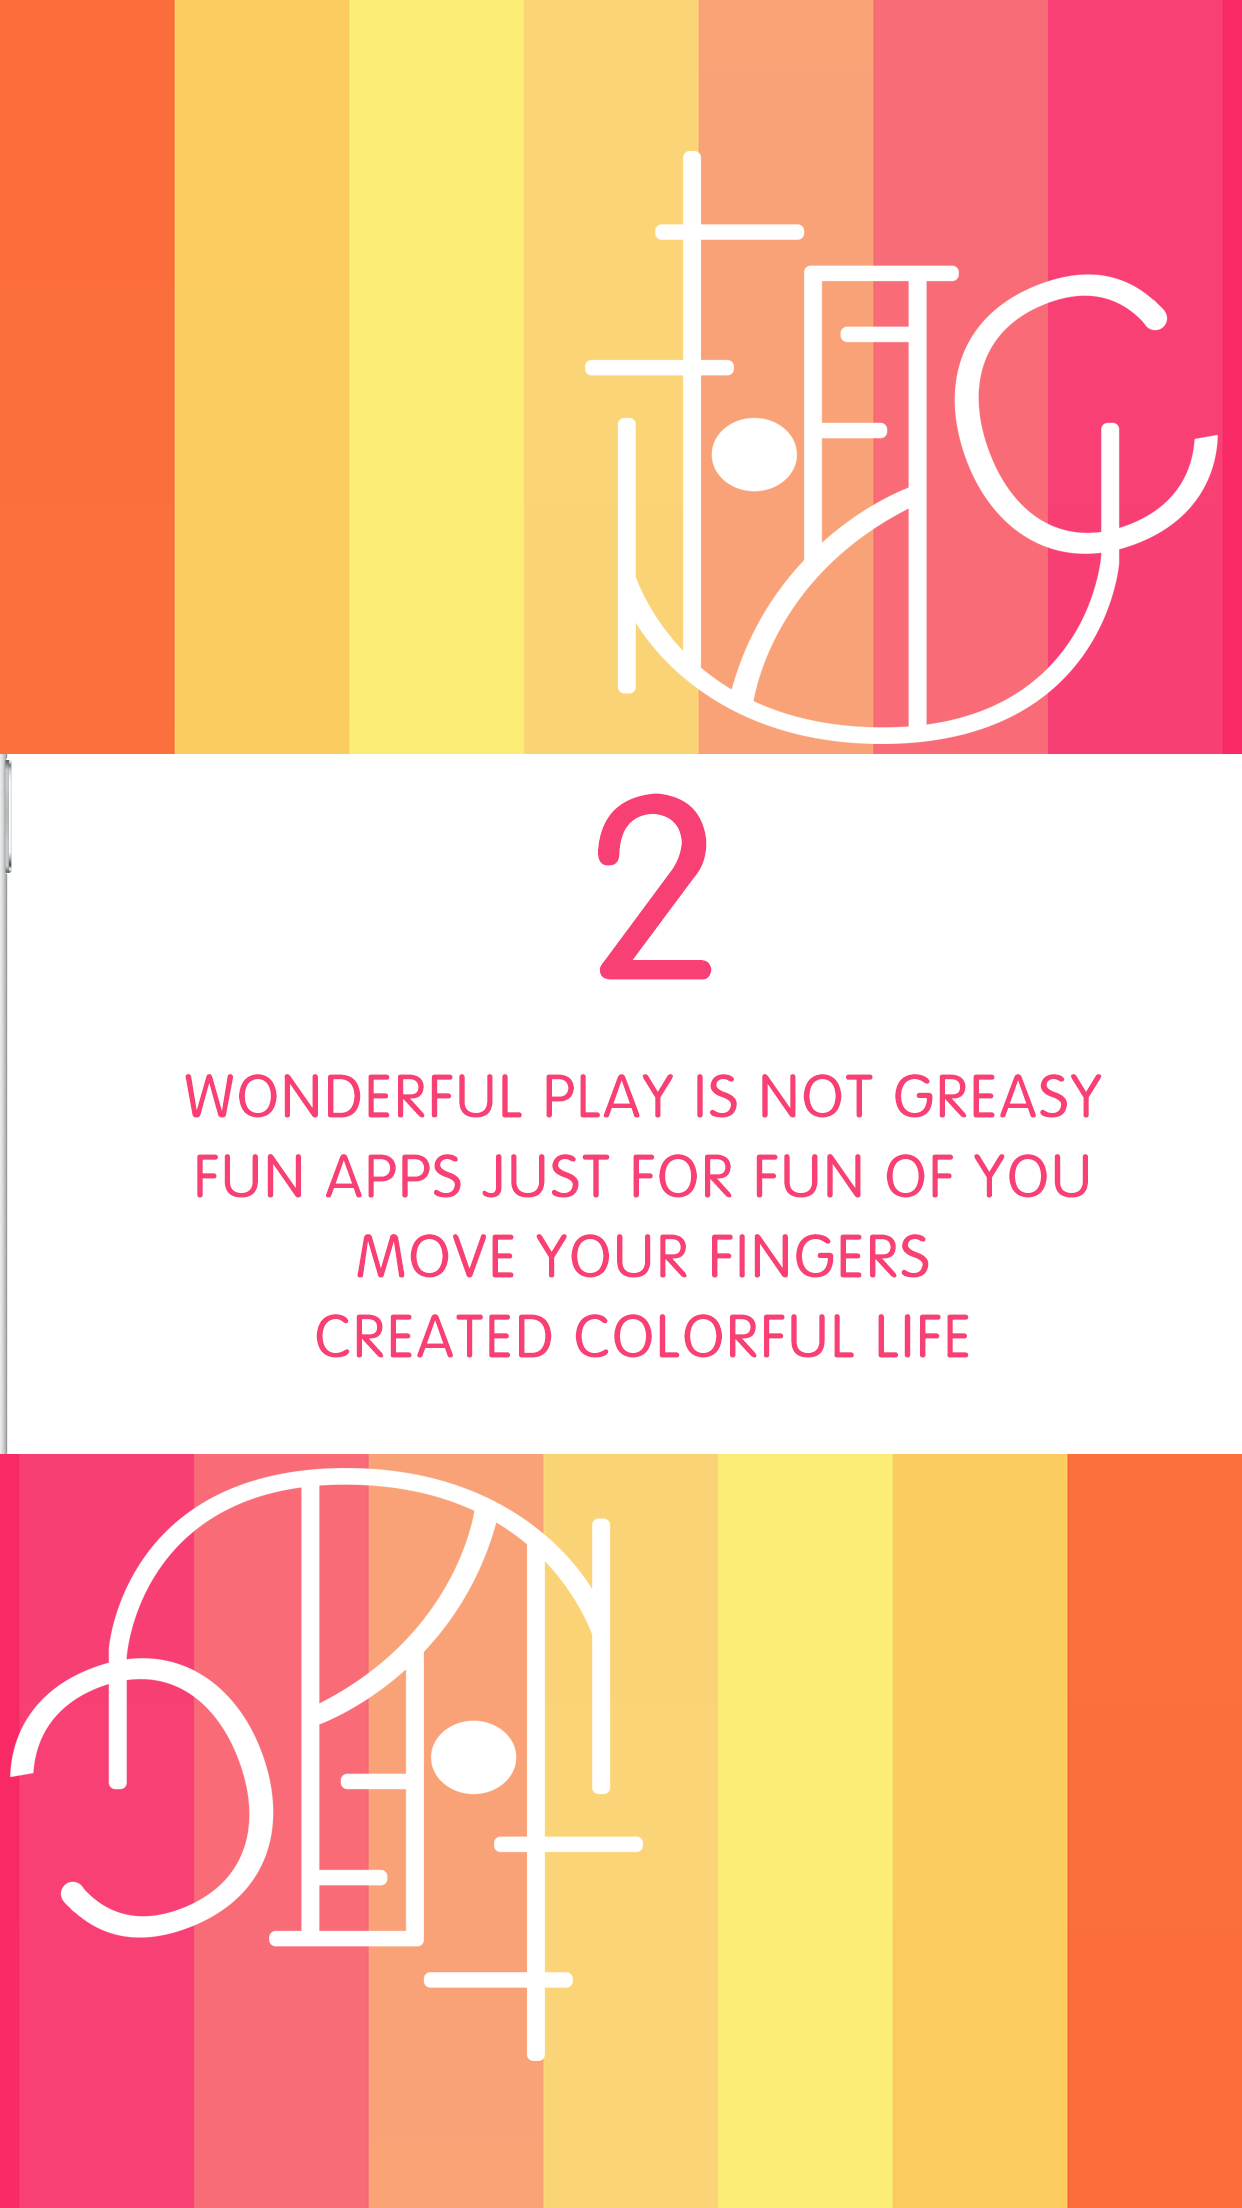 2
WONDERFUL PLAY IS NOT GREASY
FUN APPS JUST FOR FUN OF YOU
MOVE YOUR FINGERS
CREATED COLORFUL LIFE